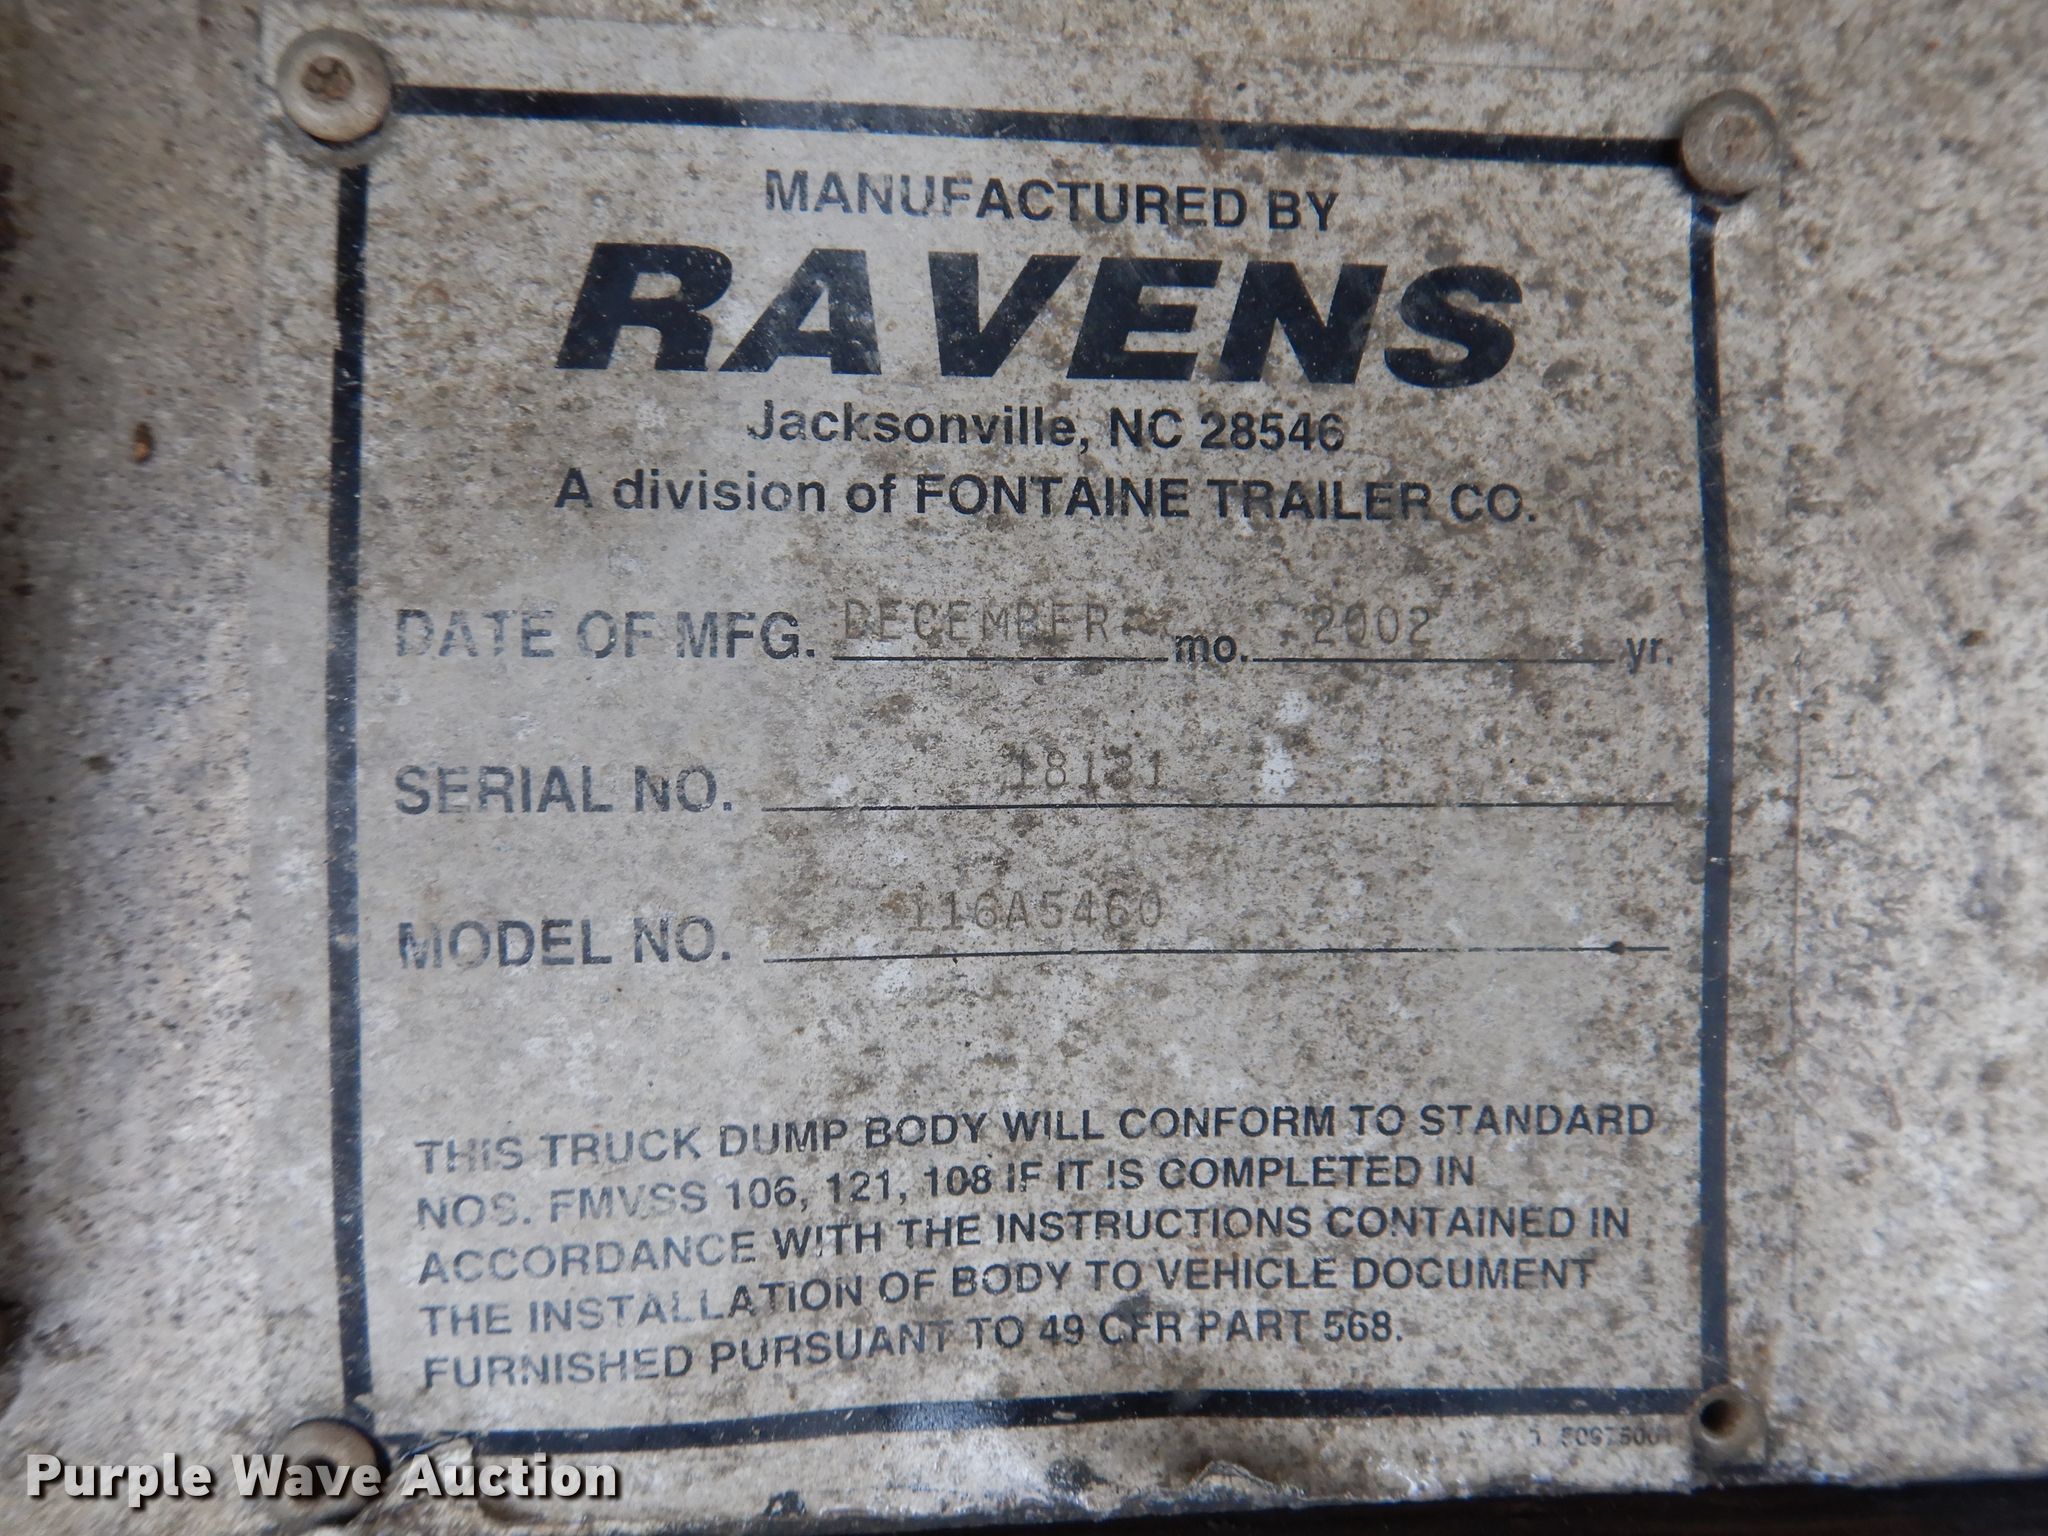 MANUFACTURED BY
RAVENS
Jacksonville, NC 28546
A division of FONTAINE TRAILER CO.
DATE OF MFG. DECEMBER mo. 2002 yr.
SERIAL NO.
MODEL NO. 116A5460
THIS TRUCK DUMP BODY WILL CONFORM TO STANDARD
NOS. FMVSS 106, 121, 108 IF IT IS COMPLETED IN
ACCORDANCE WITH THE INSTRUCTIONS CONTAINED IN
THE INSTALLATION OF BODY TO VEHICLE DOCUMENT
FURNISHED PURSUANT TO 49 CFR PART 568.
Purple Wave Auction